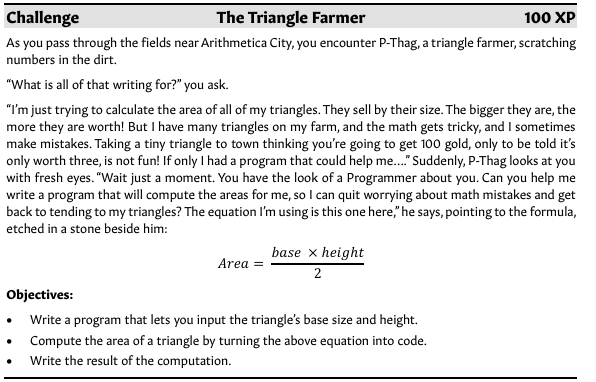 Challenge The Triangle Farmer 100 XP
As you pass through the fields near Arithmetica City, you encounter P-Thag, a triangle farmer, scratching
numbers in the dirt.
“What is all of that writing for?” you ask.
“I’m just trying to calculate the area of all of my triangles. They sell by their size. The bigger they are, the
more they are worth! But I have many triangles on my farm, and the math gets tricky, and I sometimes
make mistakes. Taking a tiny triangle to town thinking you’re going to get 100 gold, only to be told it’s
only worth three, is not fun! If only I had a program that could help me....” Suddenly, P-Thag looks at you
with fresh eyes. “Wait just a moment. You have the look of a Programmer about you. Can you help me
write a program that will compute the areas for me, so I can quit worrying about math mistakes and get
back to tending to my triangles? The equation I’m using is this one here,” he says, pointing to the formula,
etched in a stone beside him:
Area = base × height
2
Objectives:
• Write a program that lets you input the triangle’s base size and height.
• Compute the area of a triangle by turning the above equation into code.
• Write the result of the computation.